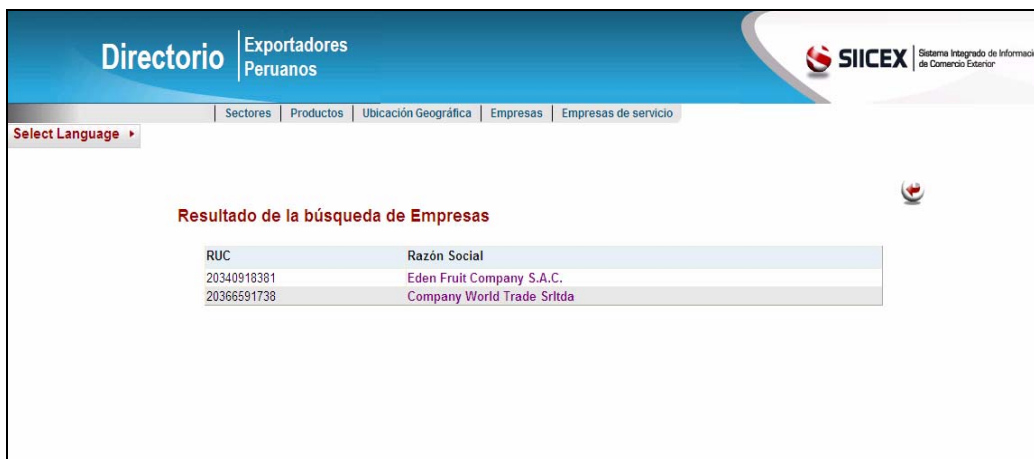 Directorio
Exportadores
Peruanos
SIICEX
Sistema Integrado de Informaci
de Comercio Exterior
Sectores | Productos | Ubicación Geográfica | Empresas | Empresas de servicio
Select Language
Resultado de la búsqueda de Empresas
RUC Razón Social
20340918381 Eden Fruit Company S.A.C.
20366591738 Company World Trade Srltda